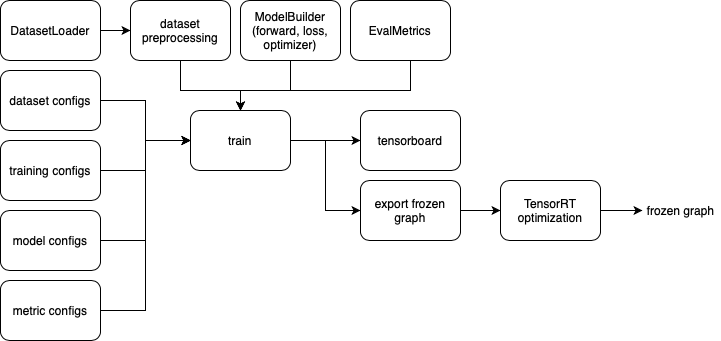 DatasetLoader
dataset
preprocessing
ModelBuilder
(forward, loss,
optimizer)
EvalMetrics
dataset configs
train
tensorboard
training configs
export frozen
graph
TensorRT
optimization
frozen graph
model configs
metric configs